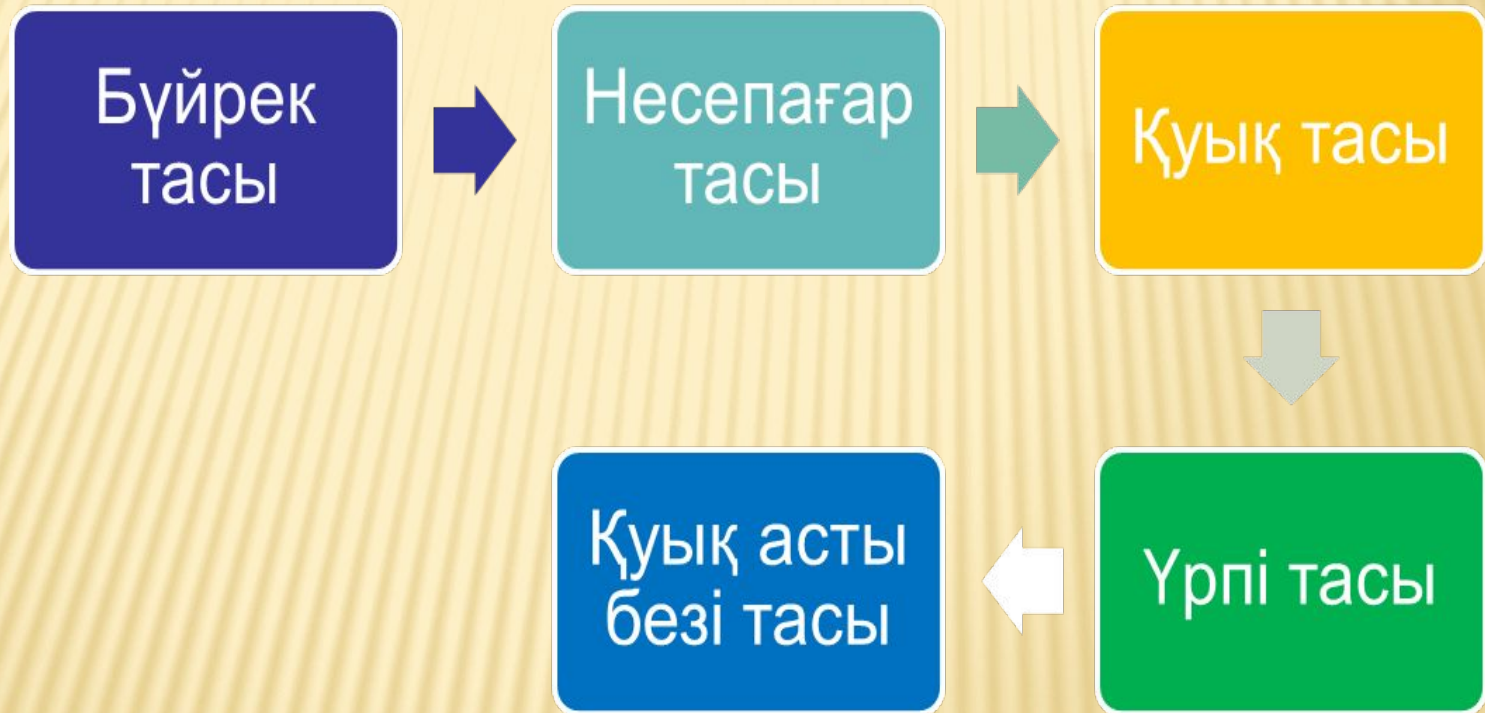 Бүйрек
тасы
Несепағар
тасы
Қуық тасы
Үрпі тасы
Қуық асты
безі тасы